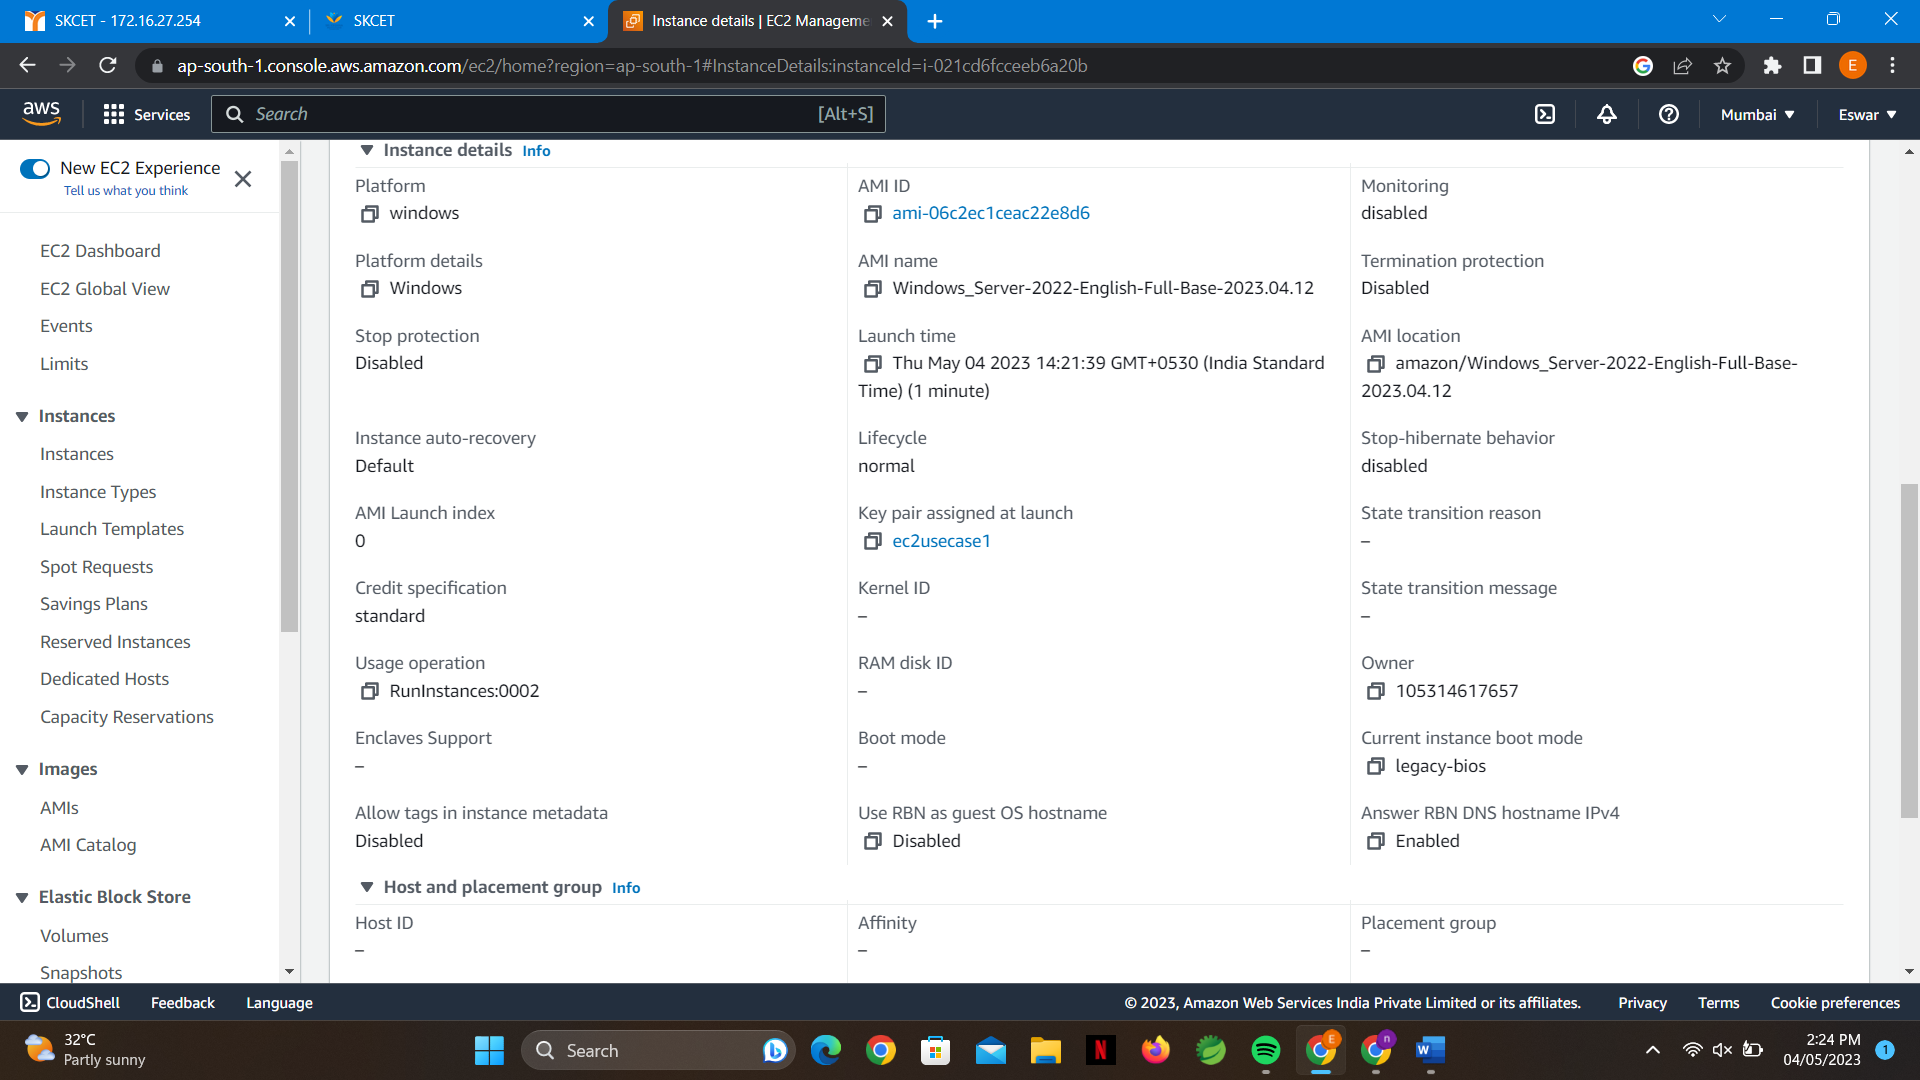 SKCET - 172.16.27.254
SKCET
Instance details | EC2 Manageme
ap-south-1.console.aws.amazon.com/ec2/home?region=ap-south-1#InstanceDetails:instanceId=i-021cd6fcceeb6a20b
E
aws
Services
Search
[Alt+S]
Mumbai
Eswar
New EC2 Experience
Tell us what you think
EC2 Dashboard
EC2 Global View
Events
Limits
Instances
Instances
Instance Types
Launch Templates
Spot Requests
Savings Plans
Reserved Instances
Dedicated Hosts
Capacity Reservations
Images
AMIs
AMI Catalog
Elastic Block Store
Volumes
Snapshots
Instance details Info
Platform
windows
AMI ID
ami-06c2ec1ceac22e8d6
Monitoring
disabled
Platform details
Windows
AMI name
Windows_Server-2022-English-Full-Base-2023.04.12
Termination protection
Disabled
Stop protection
Disabled
Launch time
Thu May 04 2023 14:21:39 GMT+0530 (India Standard
Time) (1 minute)
AMI location
amazon/Windows_Server-2022-English-Full-Base-
2023.04.12
Instance auto-recovery
Default
Lifecycle
normal
Stop-hibernate behavior
disabled
AMI Launch index
0
Key pair assigned at launch
ec2usecase1
State transition reason
–
Credit specification
standard
Kernel ID
–
State transition message
–
Usage operation
RunInstances:0002
RAM disk ID
–
Owner
105314617657
Enclaves Support
–
Boot mode
–
Current instance boot mode
legacy-bios
Allow tags in instance metadata
Disabled
Use RBN as guest OS hostname
Disabled
Answer RBN DNS hostname IPv4
Enabled
Host and placement group Info
Host ID
–
Affinity
–
Placement group
–
CloudShell
Feedback
Language
© 2023, Amazon Web Services India Private Limited or its affiliates.
Privacy
Terms
Cookie preferences
32°C
Partly sunny
Search
N
E
n
W
2:24 PM
04/05/2023
1